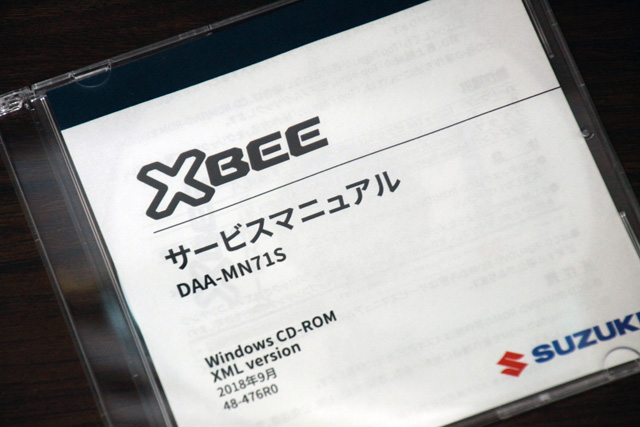 XBEE
サービスマニュアル
DAA-MN71S
Windows CD-ROM
XML version
2018年9月
48-476R0
SUZUKI